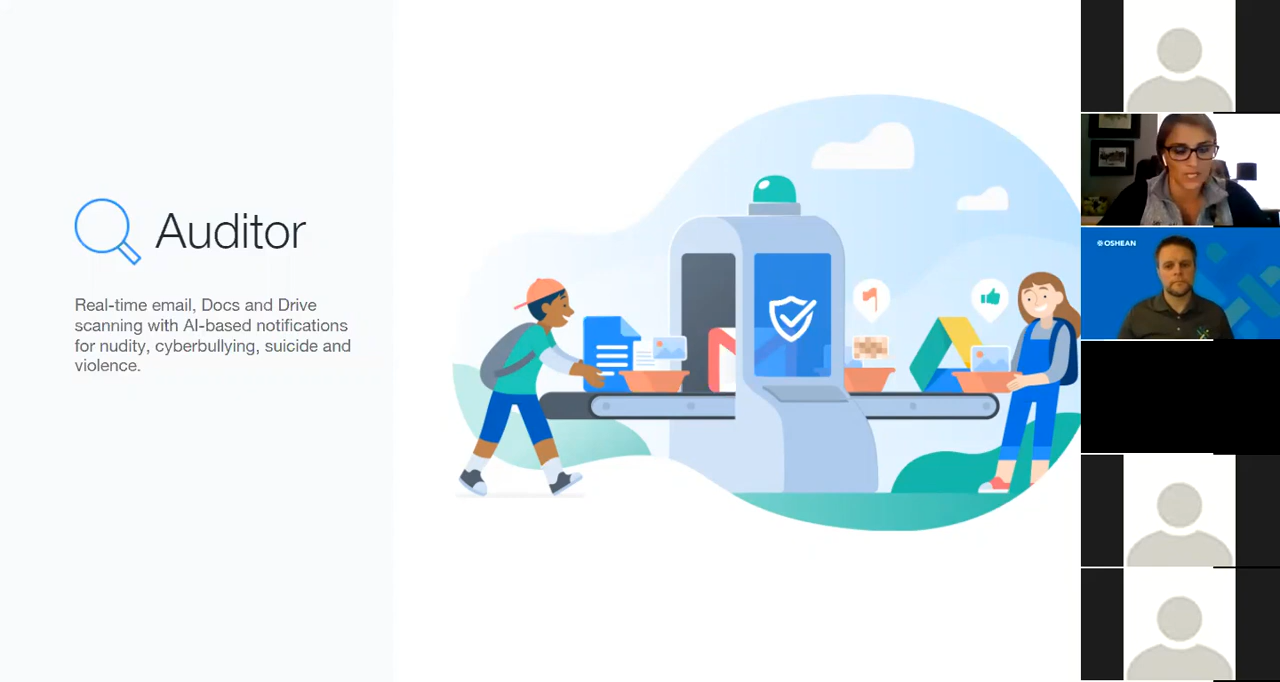 Auditor
Real-time email, Docs and Drive
scanning with AI-based notifications
for nudity, cyberbullying, suicide and
violence.
OSHEAN